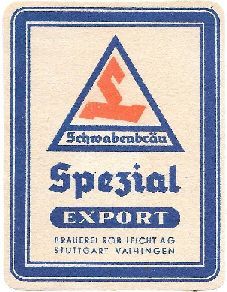 Schwabenbräu
Spezial
EXPORT
BRAUEREI ROB LEICHT AG
STUTTGART VAIHINGEN